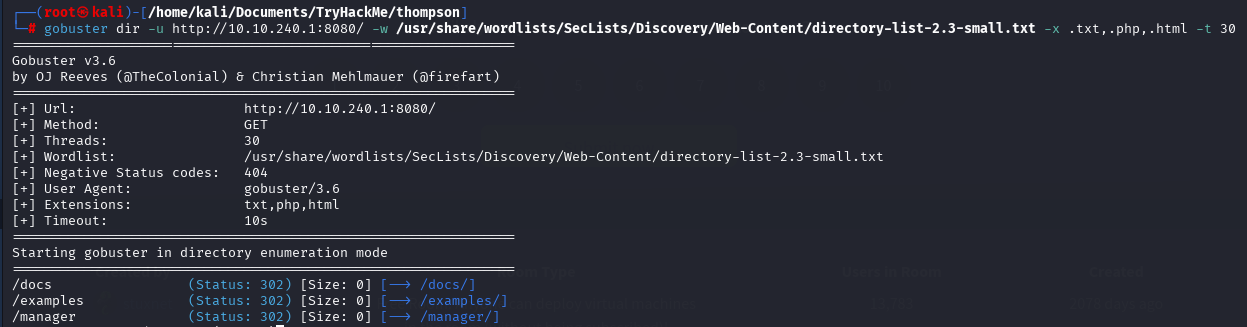 ┌──(root㉿kali)-[/home/kali/Documents/TryHackMe/thompson]
└─# gobuster dir -u http://10.10.240.1:8080/ -w /usr/share/wordlists/SecLists/Discovery/Web-Content/directory-list-2.3-small.txt -x .txt,.php,.html -t 30
===============================================================
Gobuster v3.6
by OJ Reeves (@TheColonial) & Christian Mehlmauer (@firefart)
===============================================================
[+] Url:                     http://10.10.240.1:8080/
[+] Method:                  GET
[+] Threads:                 30
[+] Wordlist:                /usr/share/wordlists/SecLists/Discovery/Web-Content/directory-list-2.3-small.txt
[+] Negative Status codes:   404
[+] User Agent:              gobuster/3.6
[+] Extensions:              txt,php,html
[+] Timeout:                 10s
===============================================================
Starting gobuster in directory enumeration mode
===============================================================
/docs                 (Status: 302) [Size: 0] [--> /docs/]
/examples             (Status: 302) [Size: 0] [--> /examples/]
/manager              (Status: 302) [Size: 0] [--> /manager/]